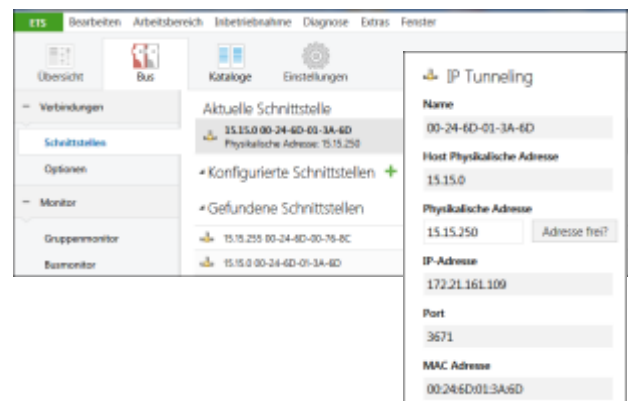 ETS Bearbeiten Arbeitsbereich Inbetriebnahme Diagnose Extras Fenster
Übersicht Bus Kataloge Einstellungen
Verbindungen
Schnittstellen
Optionen
Monitor
Gruppenmonitor
Busmonitor
Aktuelle Schnittstelle
15.15.0 00-24-6D-01-3A-6D
Physikalische Adresse: 15.15.250
Konfigurierte Schnittstellen
Gefundene Schnittstellen
15.15.255 00-24-6D-00-76-8C
15.15.0 00-24-6D-01-3A-6D
IP Tunneling
Name
00-24-6D-01-3A-6D
Host Physikalische Adresse
15.15.0
Physikalische Adresse
15.15.250 Adresse frei?
IP-Adresse
172.21.161.109
Port
3671
MAC Adresse
00:24:6D:01:3A:6D